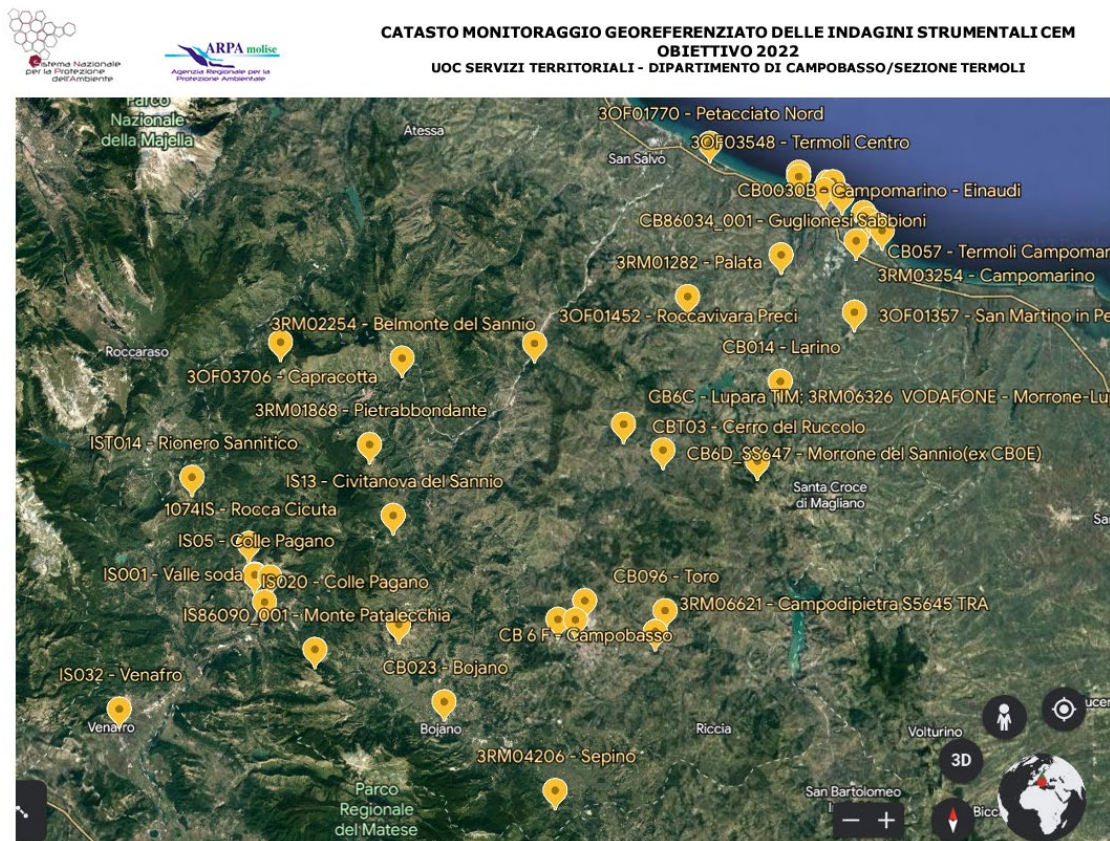 CATASTO MONITORAGGIO GEOREFERENZIATO DELLE INDAGINI STRUMENTALI CEM
OBIETTIVO 2022
UOC SERVIZI TERRITORIALI - DIPARTIMENTO DI CAMPOBASSO/SEZIONE TERMOLI
Sistema Nazionale
per la Protezione
dell'Ambiente
ARPA molise
Agenzia Regionale per la
Protezione Ambientale
Parco
Nazionale
della Majella
Atessa
3OF01770 - Petacciato Nord
San Salvo
3OF03548 - Termoli Centro
CB0030B - Campomarino - Einaudi
CB86034_001 - Guglionesi Sabbioni
CB057 - Termoli Campomar
3RM01282 - Palata
3RM03254 - Campomarino
3RM02254 - Belmonte del Sannio
3OF01452 - Roccavivara Preci
3OF01357 - San Martino in Pe
Roccaraso
CB014 - Larino
3OF03706 - Capracotta
CB6C - Lupara TIM; 3RM06326 VODAFONE - Morrone-Lu
3RM01868 - Pietrabbondante
CBT03 - Cerro del Ruccolo
IST014 - Rionero Sannitico
CB6D_SS647 - Morrone del Sannio(ex CB0E)
IS13 - Civitanova del Sannio
Santa Croce
di Magliano
1074IS - Rocca Cicuta
Sa
IS05 - Colle Pagano
IS001 - Valle soda
IS020 - Colle Pagano
CB096 - Toro
3RM06621 - Campodipietra S5645 TRA
IS86090_001 - Monte Patalecchia
CB 6 F - Campobasso
IS032 - Venafro
CB023 - Bojano
Venafro
Bojano
Riccia
Volturino
ucer
3RM04206 - Sepino
3D
Parco
Regionale
del Matese
San Bartolomeo
Bicc